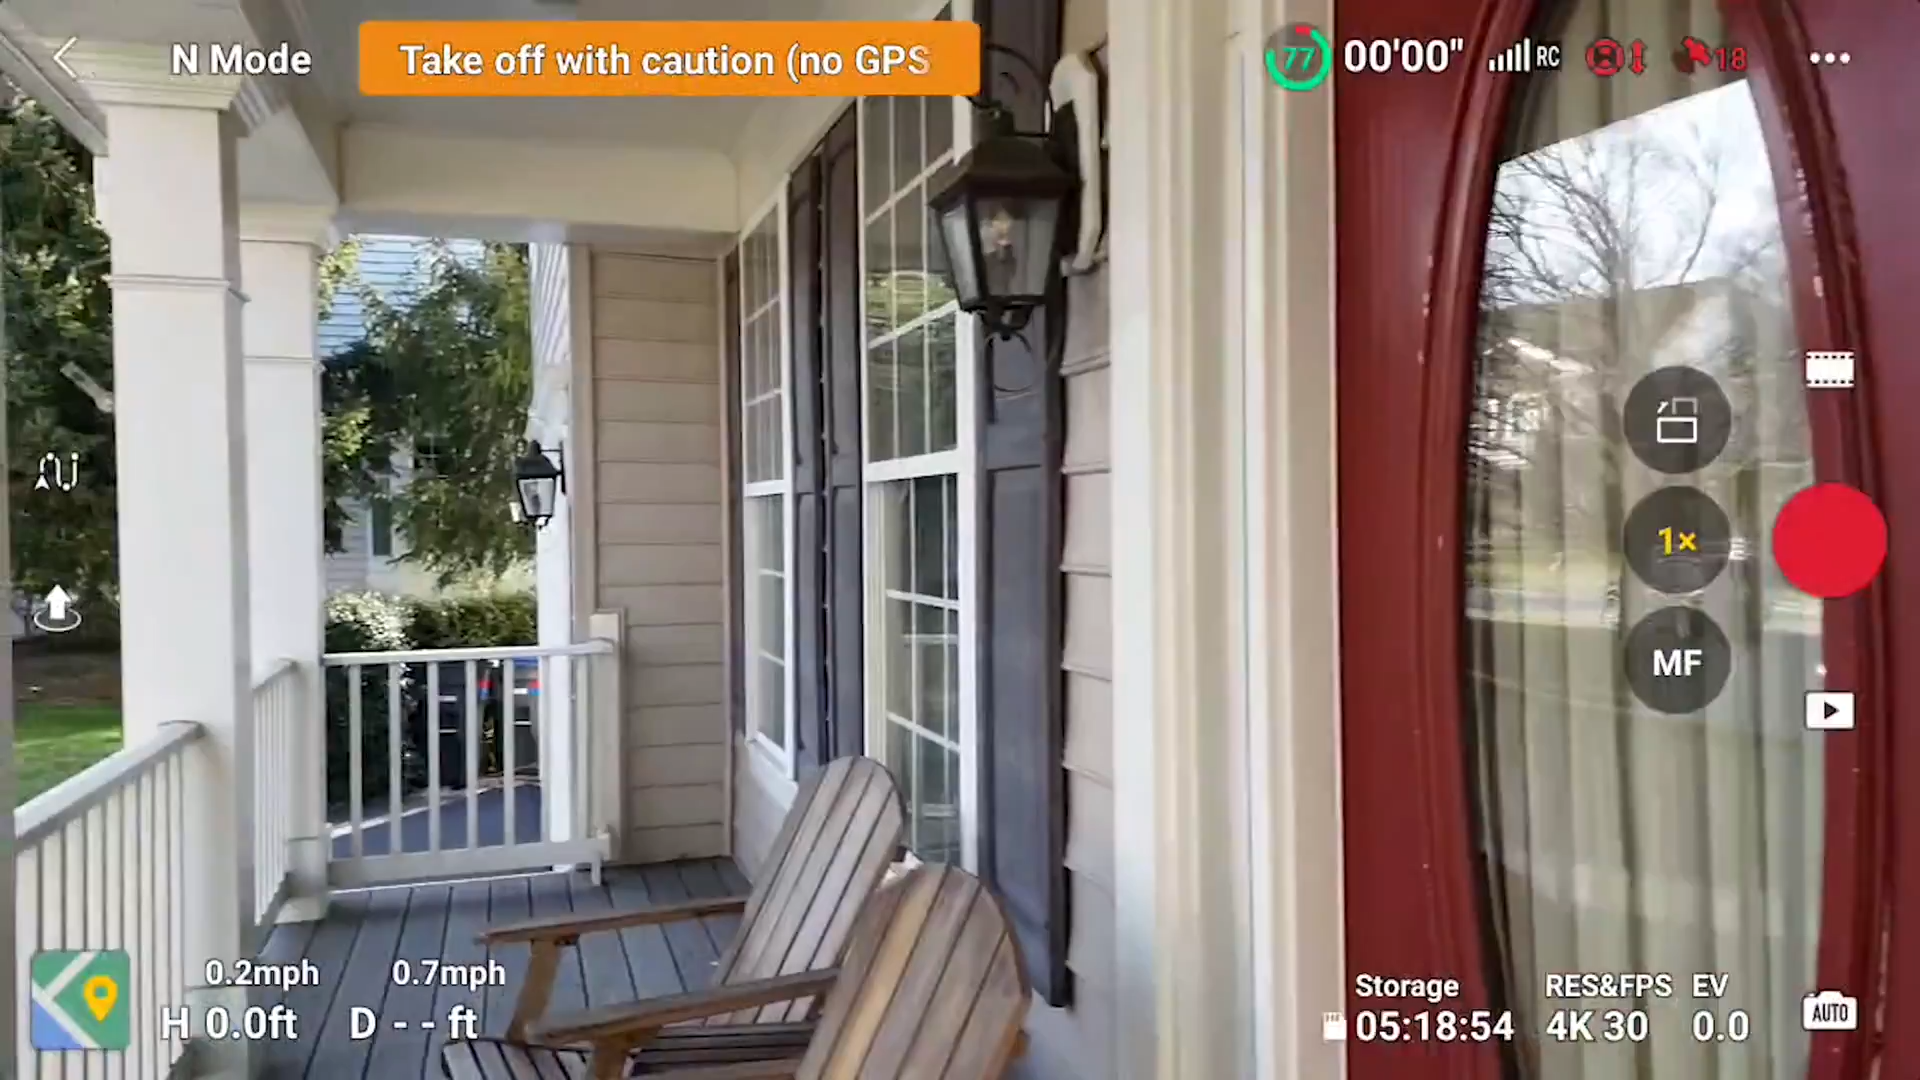 N Mode
Take off with caution (no GPS
77
00'00"
RC
18
1×
MF
0.2mph
0.7mph
H 0.0ft
D - - ft
Storage
05:18:54
RES&FPS
4K 30
EV
0.0
AUTO